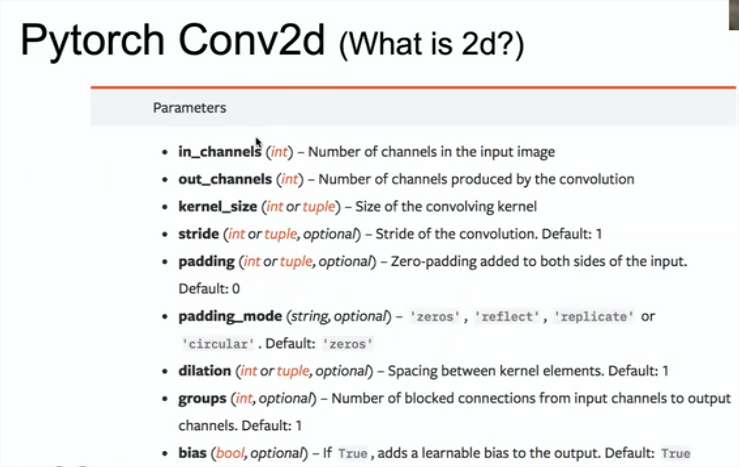 Pytorch Conv2d (What is 2d?)
Parameters
• in_channels (int) – Number of channels in the input image
• out_channels (int) – Number of channels produced by the convolution
• kernel_size (int or tuple) – Size of the convolving kernel
• stride (int or tuple, optional) – Stride of the convolution. Default: 1
• padding (int or tuple, optional) – Zero-padding added to both sides of the input.
Default: 0
• padding_mode (string, optional) – 'zeros', 'reflect', 'replicate' or
'circular'. Default: 'zeros'
• dilation (int or tuple, optional) – Spacing between kernel elements. Default: 1
• groups (int, optional) – Number of blocked connections from input channels to output
channels. Default: 1
• bias (bool, optional) – If True, adds a learnable bias to the output. Default: True